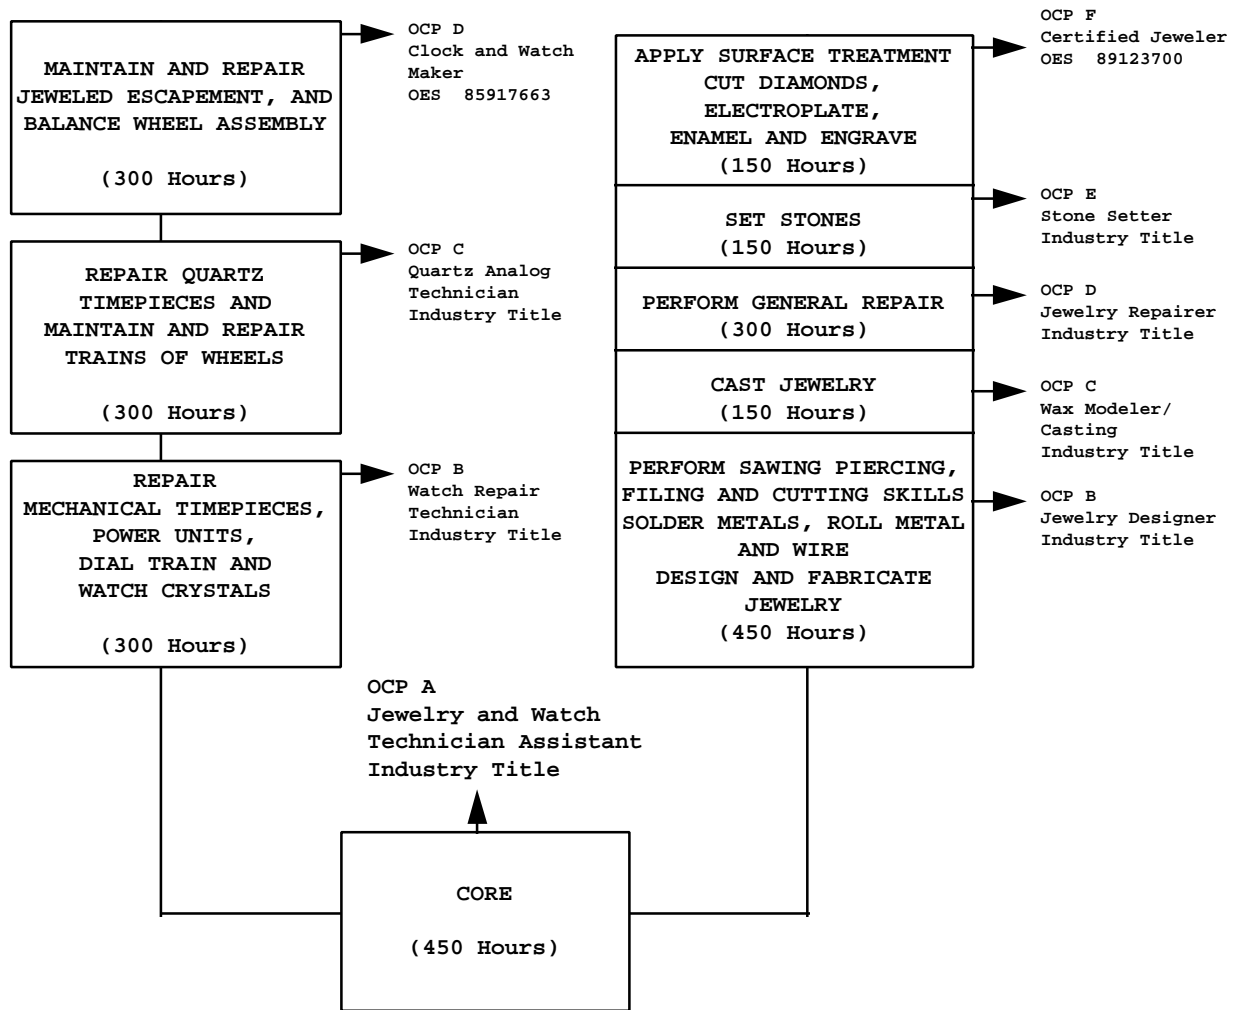 OCP D
Clock and Watch
Maker
OES  85917663
MAINTAIN AND REPAIR
JEWELED ESCAPEMENT, AND
BALANCE WHEEL ASSEMBLY
(300 Hours)
OCP C
Quartz Analog
Technician
Industry Title
REPAIR QUARTZ
TIMEPIECES AND
MAINTAIN AND REPAIR
TRAINS OF WHEELS
(300 Hours)
OCP B
Watch Repair
Technician
Industry Title
REPAIR
MECHANICAL TIMEPIECES,
POWER UNITS,
DIAL TRAIN AND
WATCH CRYSTALS
(300 Hours)
OCP F
Certified Jeweler
OES  89123700
APPLY SURFACE TREATMENT
CUT DIAMONDS,
ELECTROPLATE,
ENAMEL AND ENGRAVE
(150 Hours)
OCP E
Stone Setter
Industry Title
SET STONES
(150 Hours)
OCP D
Jewelry Repairer
Industry Title
PERFORM GENERAL REPAIR
(300 Hours)
OCP C
Wax Modeler/
Casting
Industry Title
CAST JEWELRY
(150 Hours)
OCP B
Jewelry Designer
Industry Title
PERFORM SAWING PIERCING,
FILING AND CUTTING SKILLS
SOLDER METALS, ROLL METAL
AND WIRE
DESIGN AND FABRICATE
JEWELRY
(450 Hours)
OCP A
Jewelry and Watch
Technician Assistant
Industry Title
CORE
(450 Hours)